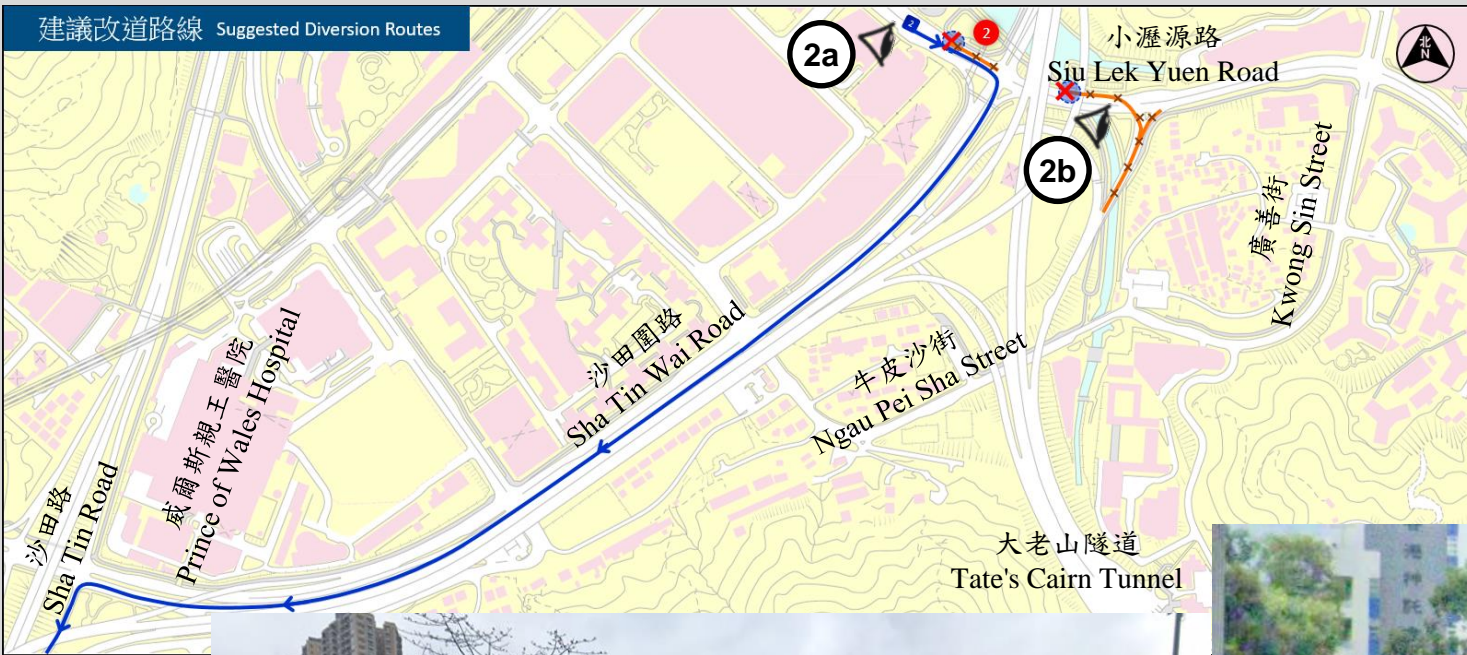 建議改道路線 Suggested Diversion Routes
2a
2
2
小瀝源路
Siu Lek Yuen Road
北
N
2b
廣善街
Kwong Sin Street
沙田圍路
Sha Tin Wai Road
牛皮沙街
Ngau Pei Sha Street
威爾斯親王醫院
Prince of Wales Hospital
沙田路
Sha Tin Road
大老山隧道
Tate's Cairn Tunnel